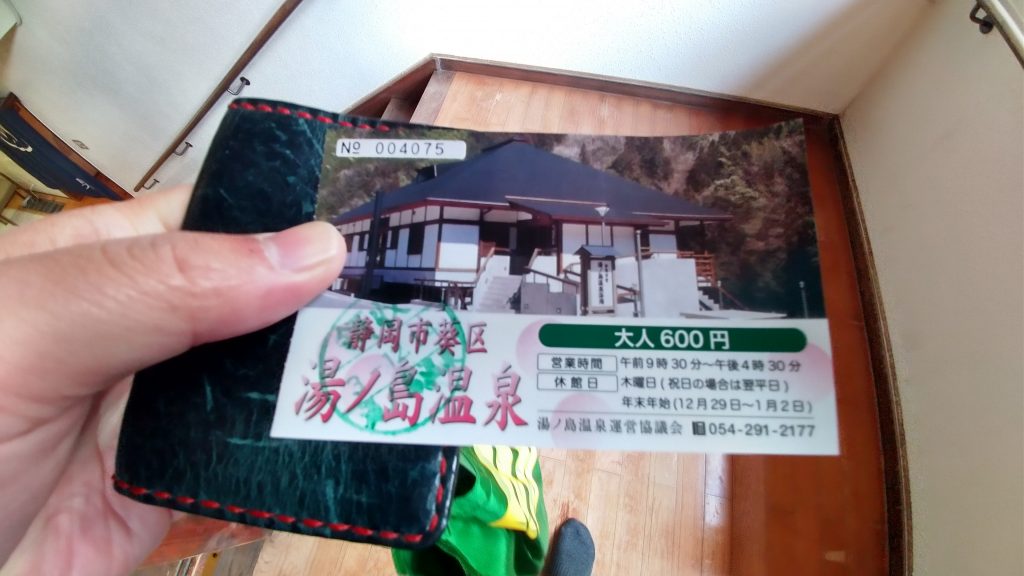 No 004075
静岡市葵区
湯ノ島温泉
大人600円
営業時間 午前9時30分〜午後4時30分
休館日 木曜日(祝日の場合は翌平日)
年末年始(12月29日〜1月2日)
湯ノ島温泉運営協議会 054-291-2177